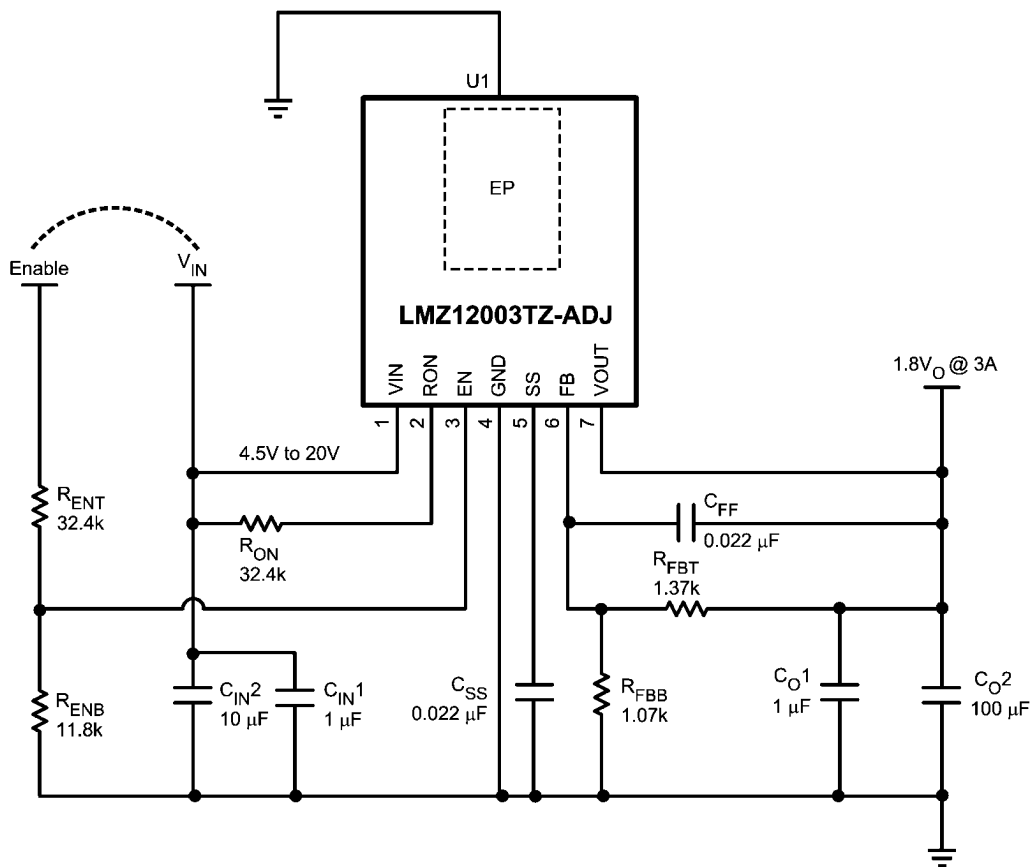 U1
EP
Enable
V_IN
LMZ12003TZ-ADJ
VIN
RON
EN
GND
SS
FB
VOUT
1
2
3
4
5
6
7
1.8V_O @ 3A
4.5V to 20V
R_ENT
32.4k
R_ON
32.4k
C_FF
0.022 μF
R_FBT
1.37k
R_ENB
11.8k
C_IN2
10 μF
C_IN1
1 μF
C_SS
0.022 μF
R_FBB
1.07k
C_O1
1 μF
C_O2
100 μF